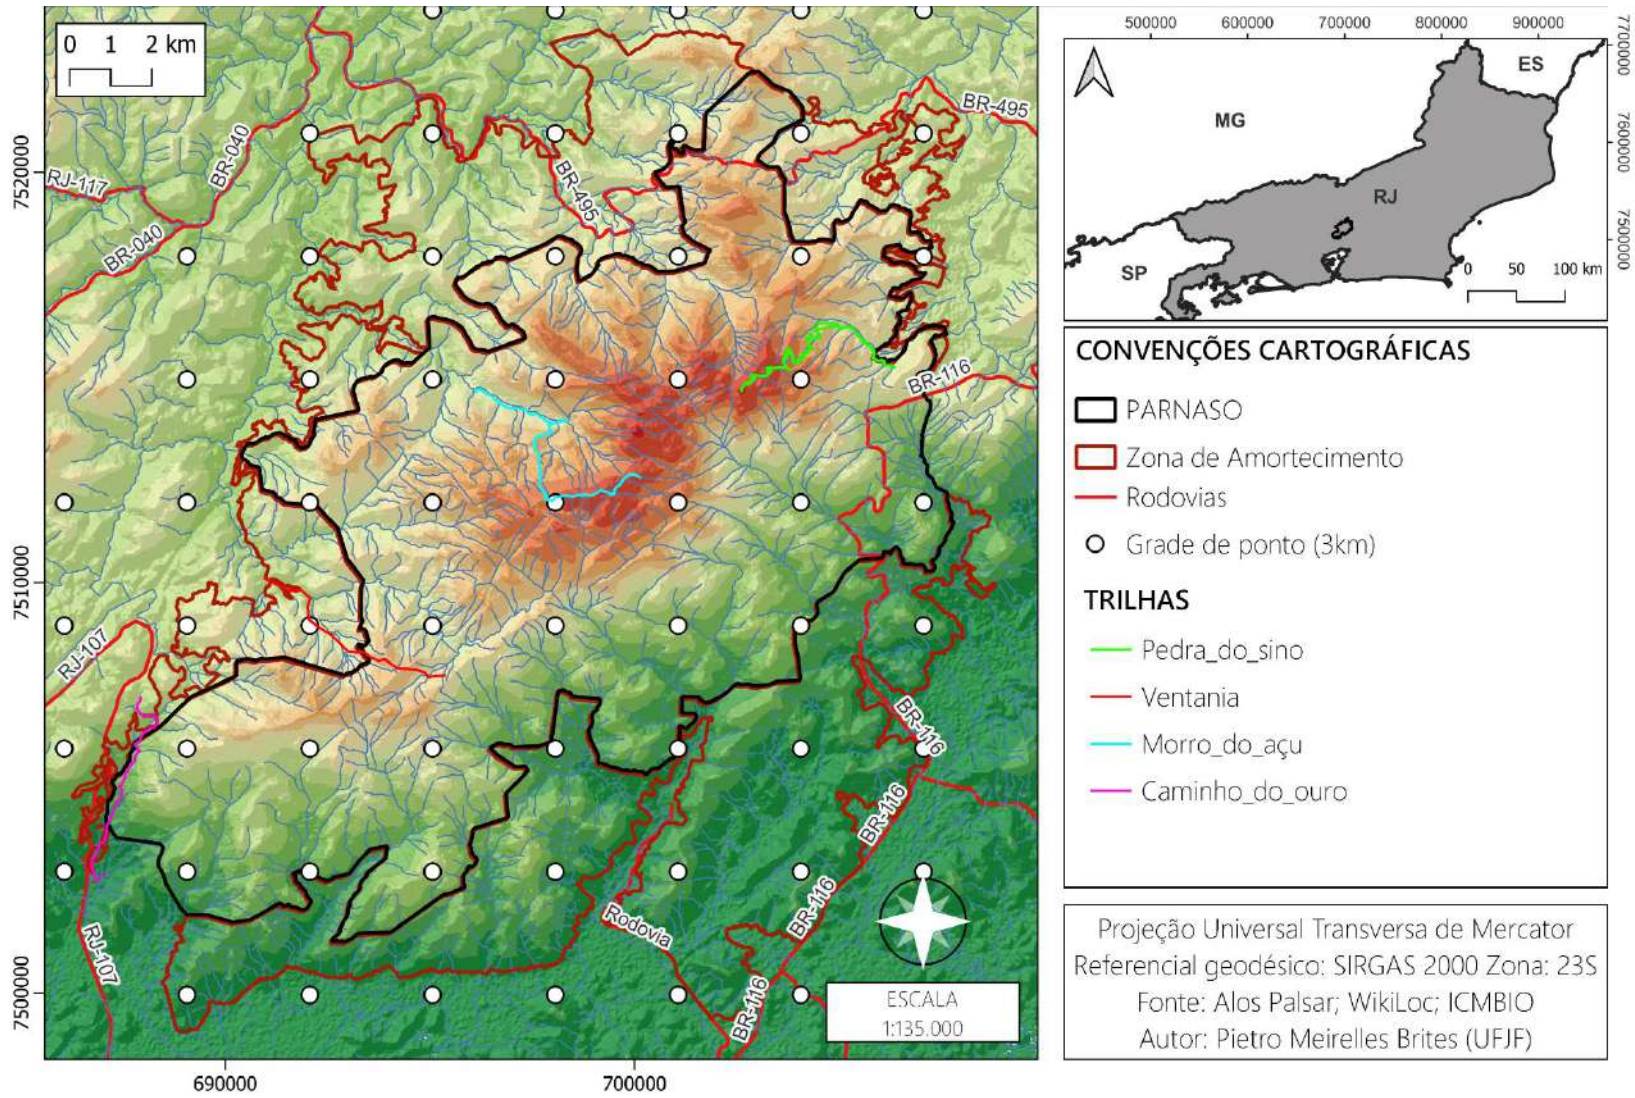 0 1 2 km
BR-040
RJ-117
BR-040
BR-495
BR-495
BR-116
RJ-107
BR-116
BR-116
BR-116
BR-116
Rodovia
RJ-107
ESCALA
1:135.000
7520000
7510000
7500000
690000
700000
500000 600000 700000 800000 900000
7700000
7600000
7500000
MG
ES
RJ
SP
0 50 100 km
CONVENÇÕES CARTOGRÁFICAS
PARNASO
Zona de Amortecimento
Rodovias
Grade de ponto (3km)
TRILHAS
Pedra_do_sino
Ventania
Morro_do_açu
Caminho_do_ouro
Projeção Universal Transversa de Mercator
Referencial geodésico: SIRGAS 2000 Zona: 23S
Fonte: Alos Palsar; WikiLoc; ICMBIO
Autor: Pietro Meirelles Brites (UFJF)